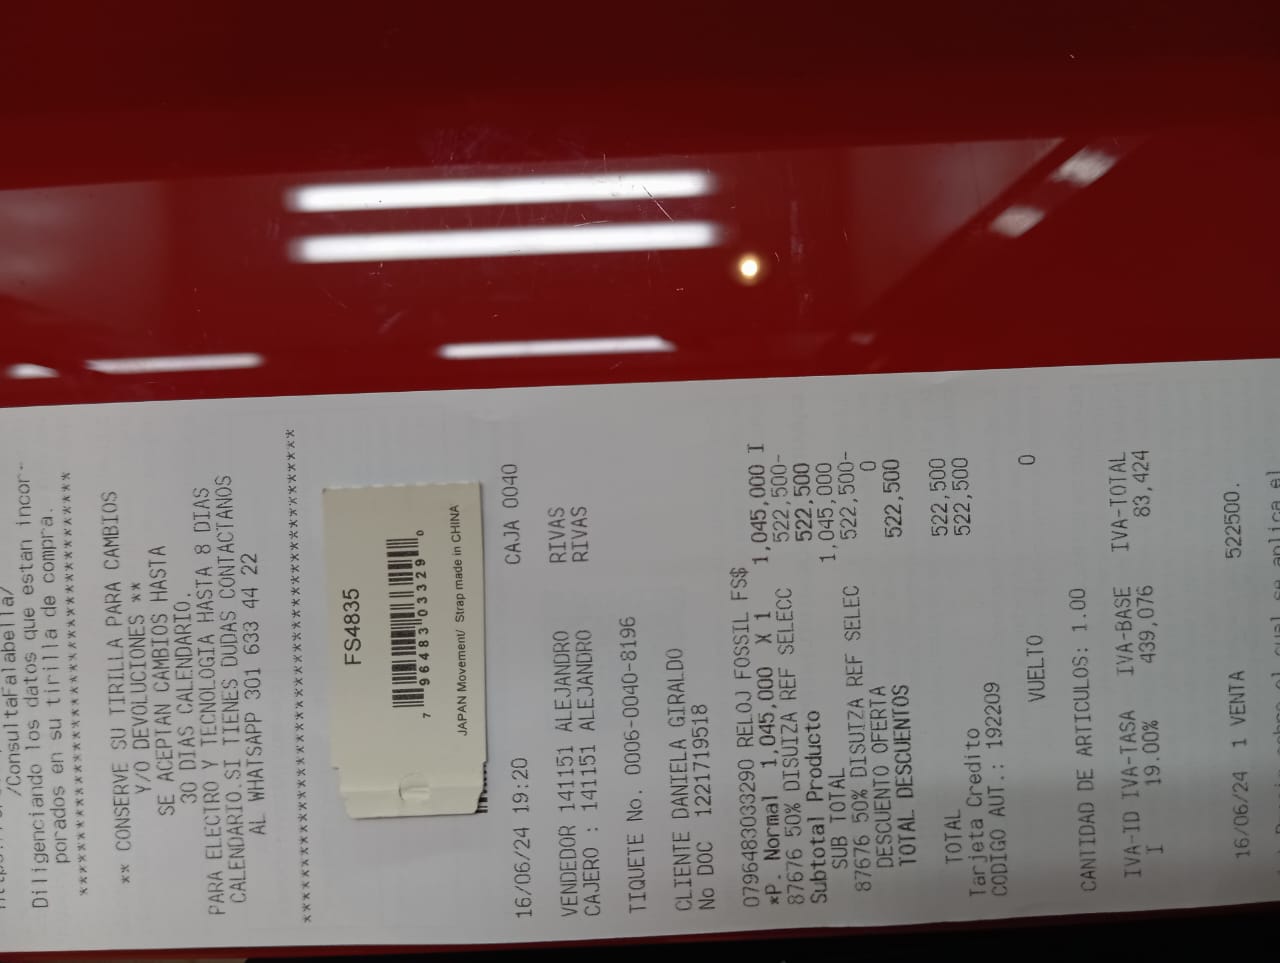 /ConsultaFalabella/
Diligenciando los datos que estan incor-
porados en su tirilla de compra.
****************************************
** CONSERVE SU TIRILLA PARA CAMBIOS
Y/O DEVOLUCIONES **
SE ACEPTAN CAMBIOS HASTA
30 DIAS CALENDARIO.
PARA ELECTRO Y TECNOLOGIA HASTA 8 DIAS
CALENDARIO.SI TIENES DUDAS CONTACTANOS
AL WHATSAPP 301 633 44 22
****************************************
FS4835
7 96483 03329 0
JAPAN Movement/ Strap made in CHINA
16/06/24 19:20 CAJA 0040
VENDEDOR 141151 ALEJANDRO RIVAS
CAJERO : 141151 ALEJANDRO RIVAS
TIQUETE No. 0006-0040-8196
CLIENTE DANIELA GIRALDO
No DOC 1221719518
0796483033290 RELOJ FOSSIL FS$
*P. Normal 1,045,000 X 1 1,045,000 I
87676 50% DISUIZA REF SELECC 522,500-
Subtotal Producto 522,500
SUB TOTAL 1,045,000
87676 50% DISUIZA REF SELEC 522,500-
DESCUENTO OFERTA 0
TOTAL DESCUENTOS 522,500
TOTAL 522,500
Tarjeta Credito 522,500
CODIGO AUT.: 192209
VUELTO 0
CANTIDAD DE ARTICULOS: 1.00
IVA-ID IVA-TASA IVA-BASE IVA-TOTAL
I 19.00% 439,076 83,424
16/06/24 1 VENTA 522500.